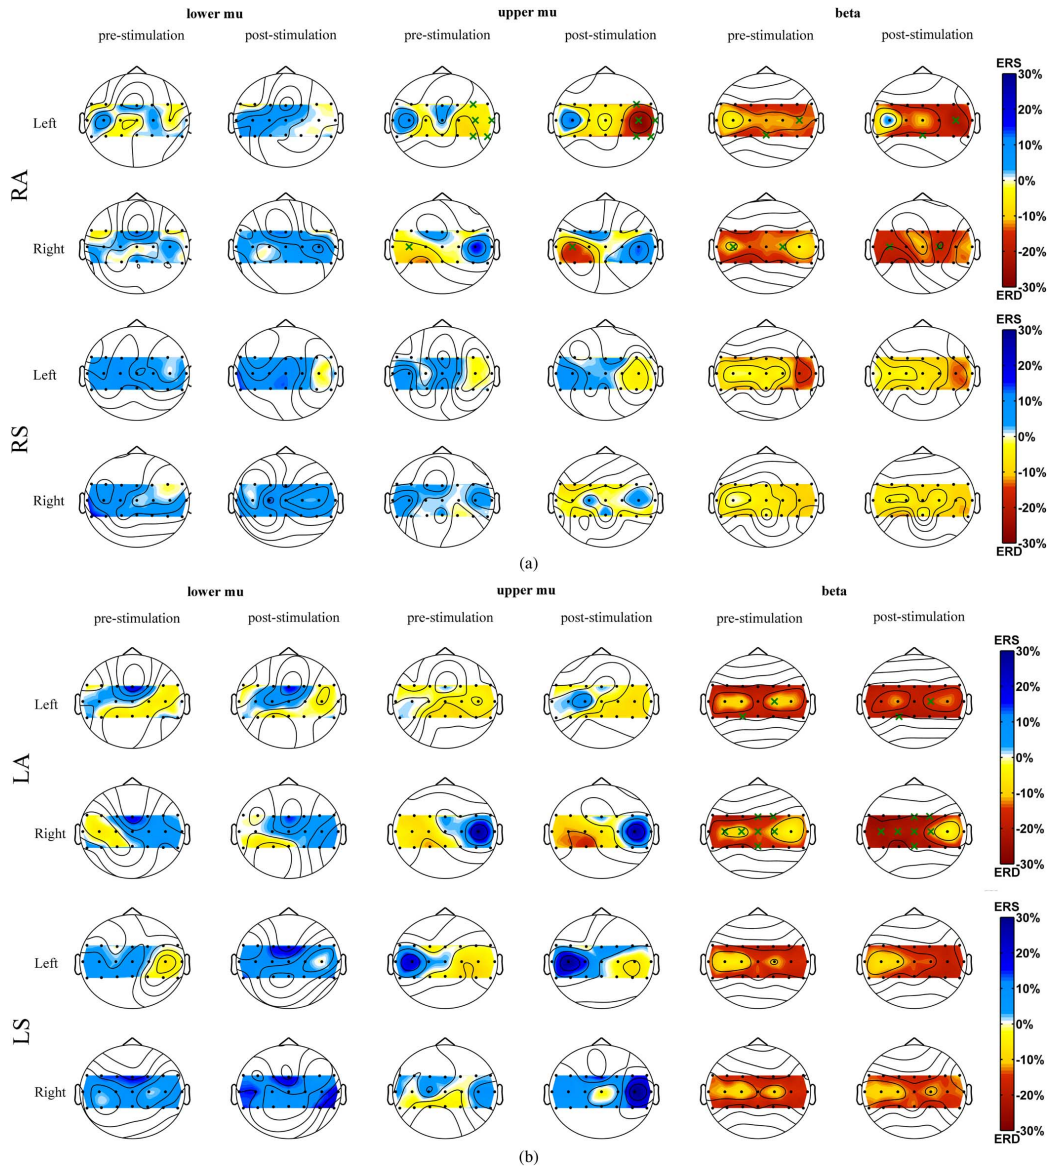 (a)
lower mu upper mu beta
pre-stimulation post-stimulation pre-stimulation post-stimulation pre-stimulation post-stimulation
ERS
30%
20%
10%
0%
-10%
-20%
-30%
ERD
Left
RA
Right
ERS
30%
20%
10%
0%
-10%
-20%
-30%
ERD
Left
RS
Right
(a)
lower mu upper mu beta
pre-stimulation post-stimulation pre-stimulation post-stimulation pre-stimulation post-stimulation
ERS
30%
20%
10%
0%
-10%
-20%
-30%
ERD
Left
LA
Right
ERS
30%
20%
10%
0%
-10%
-20%
-30%
ERD
Left
LS
Right
(b)